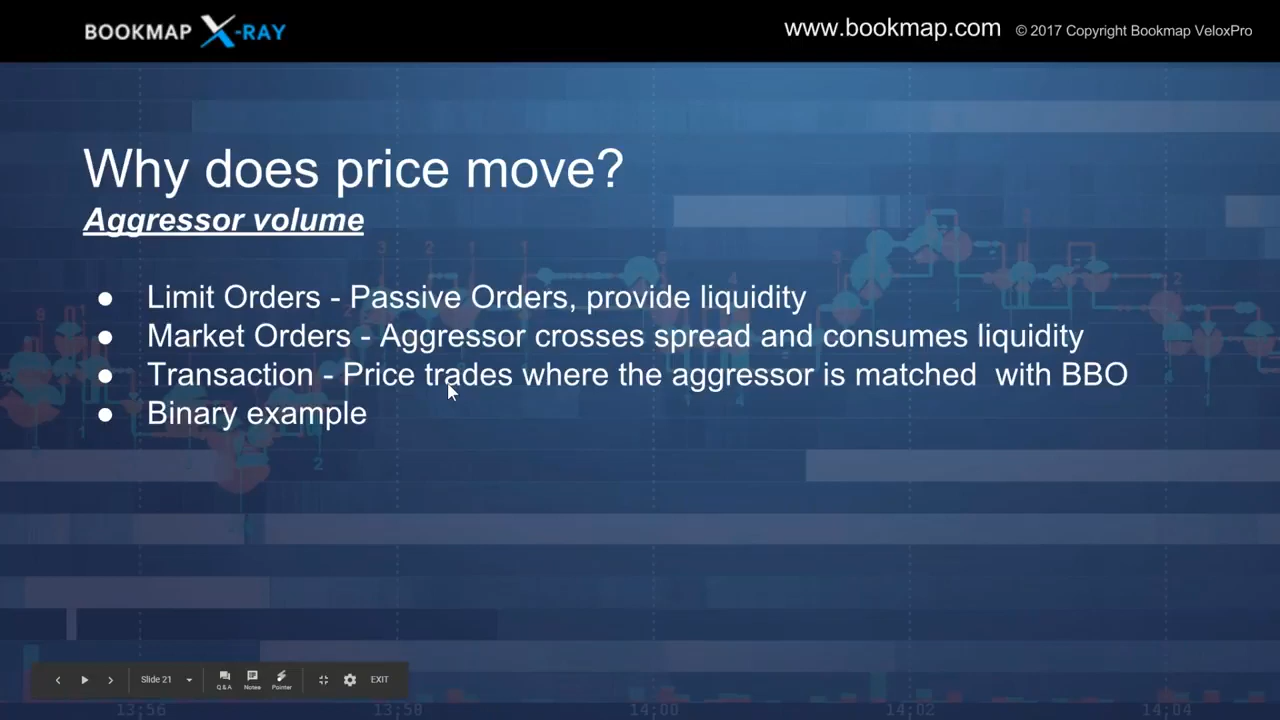 BOOKMAP X-RAY
www.bookmap.com © 2017 Copyright Bookmap VeloxPro
Why does price move?
Aggressor volume
● Limit Orders - Passive Orders, provide liquidity
● Market Orders - Aggressor crosses spread and consumes liquidity
● Transaction - Price trades where the aggressor is matched  with BBO
● Binary example
Slide 21
Q&A Notes Pointer EXIT
13:56 13:58 14:00 14:02 14:04